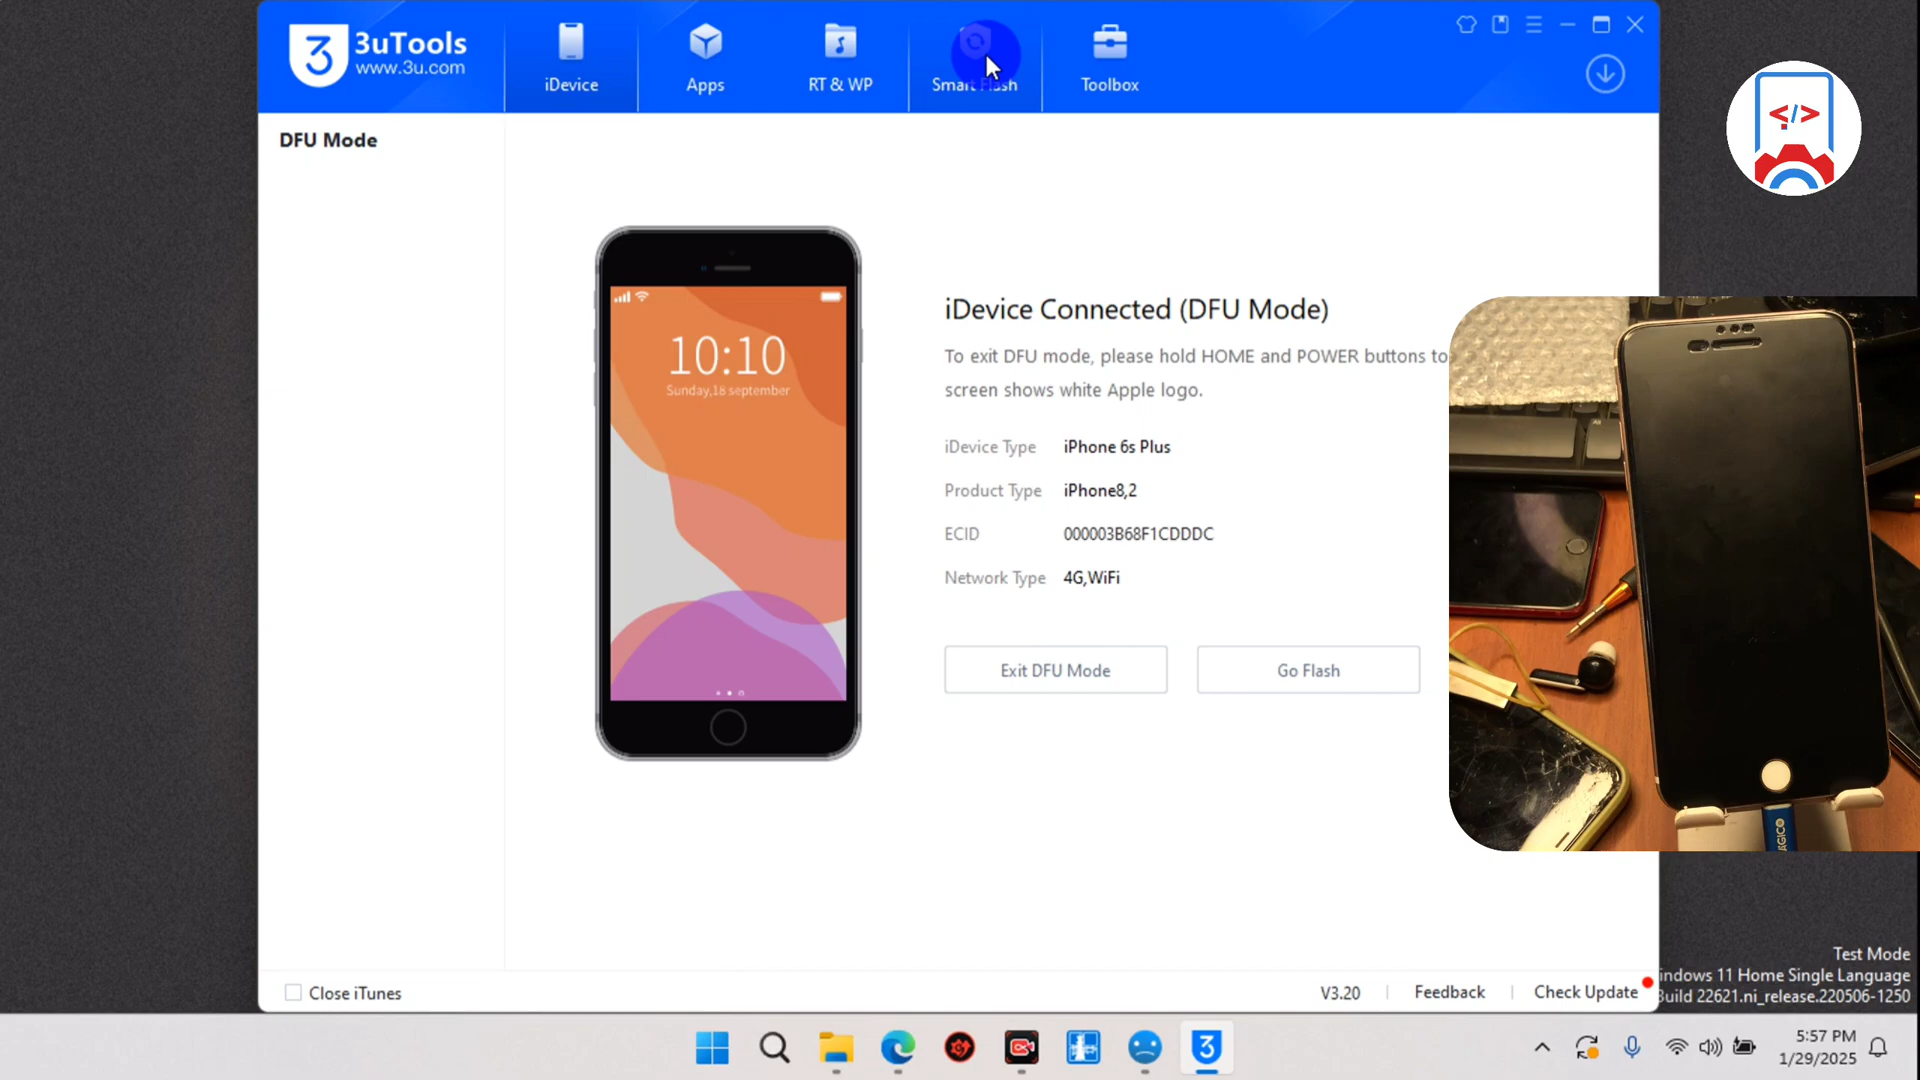 3uTools
www.3u.com
iDevice
Apps
RT & WP
Smart Flash
Toolbox
DFU Mode
10:10
Sunday,18 september
iDevice Connected (DFU Mode)
To exit DFU mode, please hold HOME and POWER buttons to
screen shows white Apple logo.
iDevice Type iPhone 6s Plus
Product Type iPhone8,2
ECID 000003B68F1CDDDC
Network Type 4G,WiFi
Exit DFU Mode
Go Flash
</>
Test Mode
indows 11 Home Single Language
Build 22621.ni_release.220506-1250
Close iTunes
V3.20
Feedback
Check Update
5:57 PM
1/29/2025